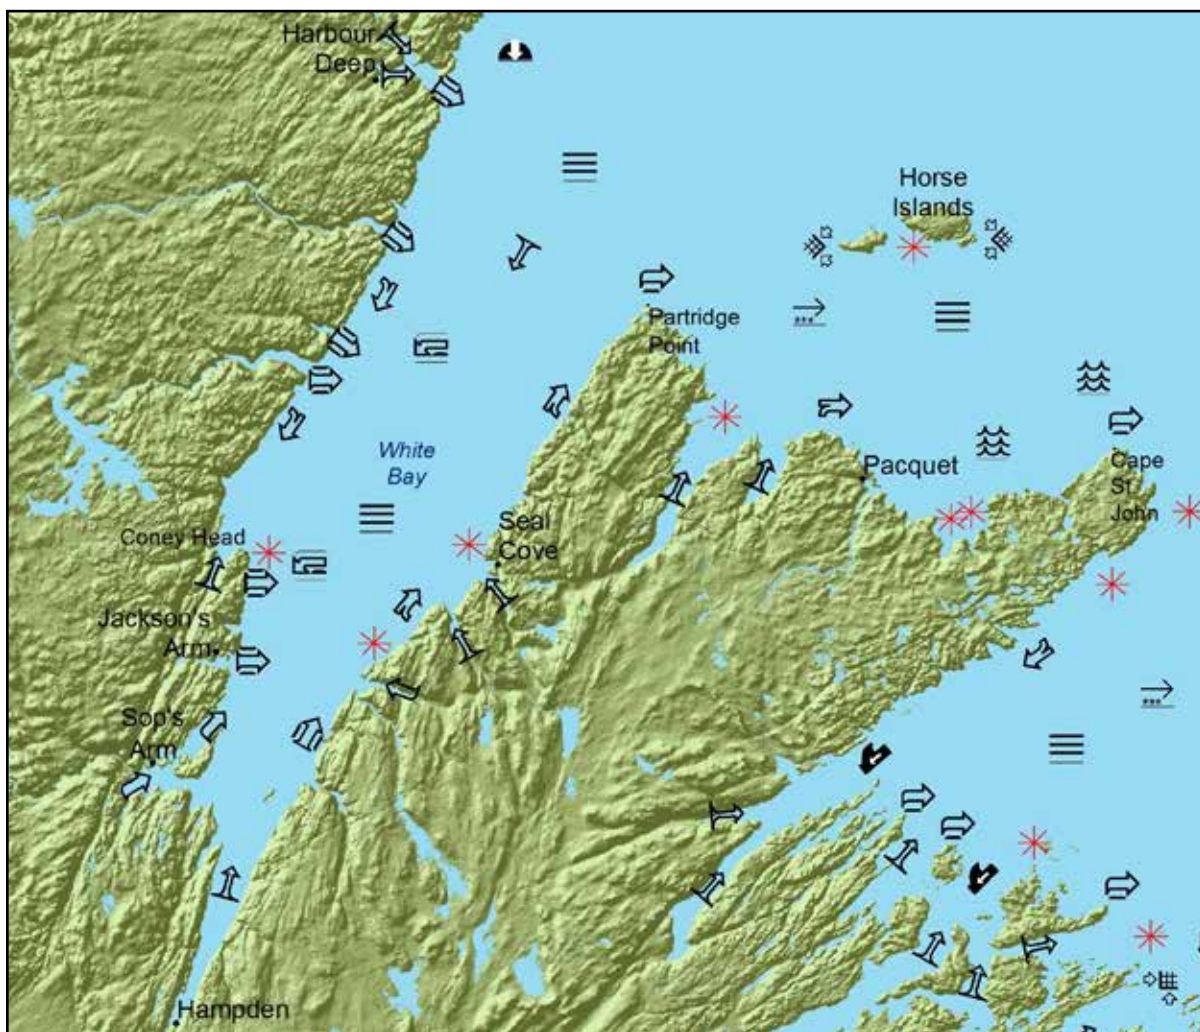 Harbour
Deep
Horse
Islands
Partridge
Point
White
Bay
Pacquet
Cape
St.
John
Seal
Cove
Coney Head
Jackson's
Arm
Sop's
Arm
Hampden